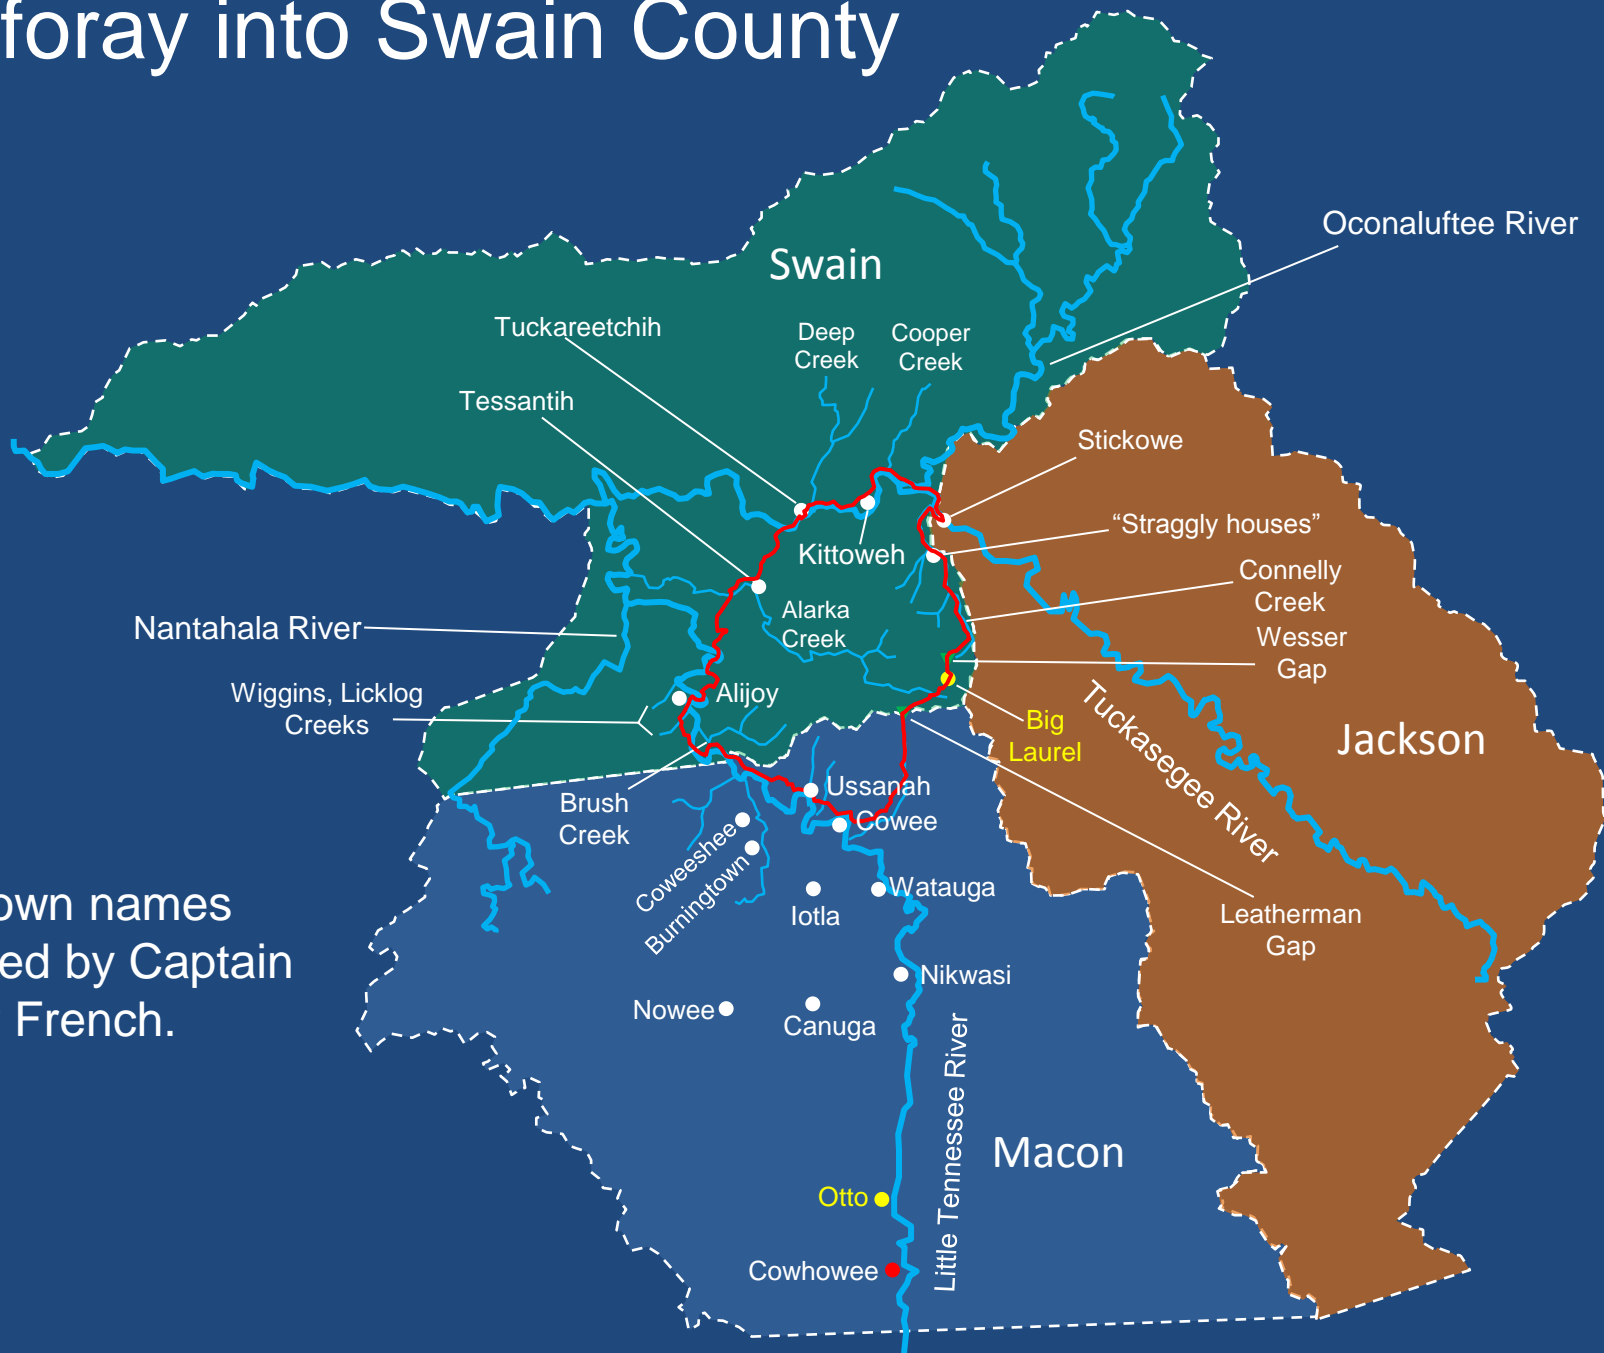 foray into Swain County
Oconaluftee River
Swain
Tuckareetchih
Deep
Creek
Cooper
Creek
Tessantih
Stickowe
“Straggly houses”
Kittoweh
Connelly
Creek
Alarka
Creek
Nantahala River
Wesser
Gap
Wiggins, Licklog
Creeks
Alijoy
Big
Laurel
Tuckasegee River
Jackson
Brush
Creek
Ussanah
Cowee
Coweeshee
Burningtown
Watauga
Iotla
Leatherman
Gap
own names
ed by Captain
French.
Nikwasi
Nowee
Canuga
Little Tennessee River
Macon
Otto
Cowhowee